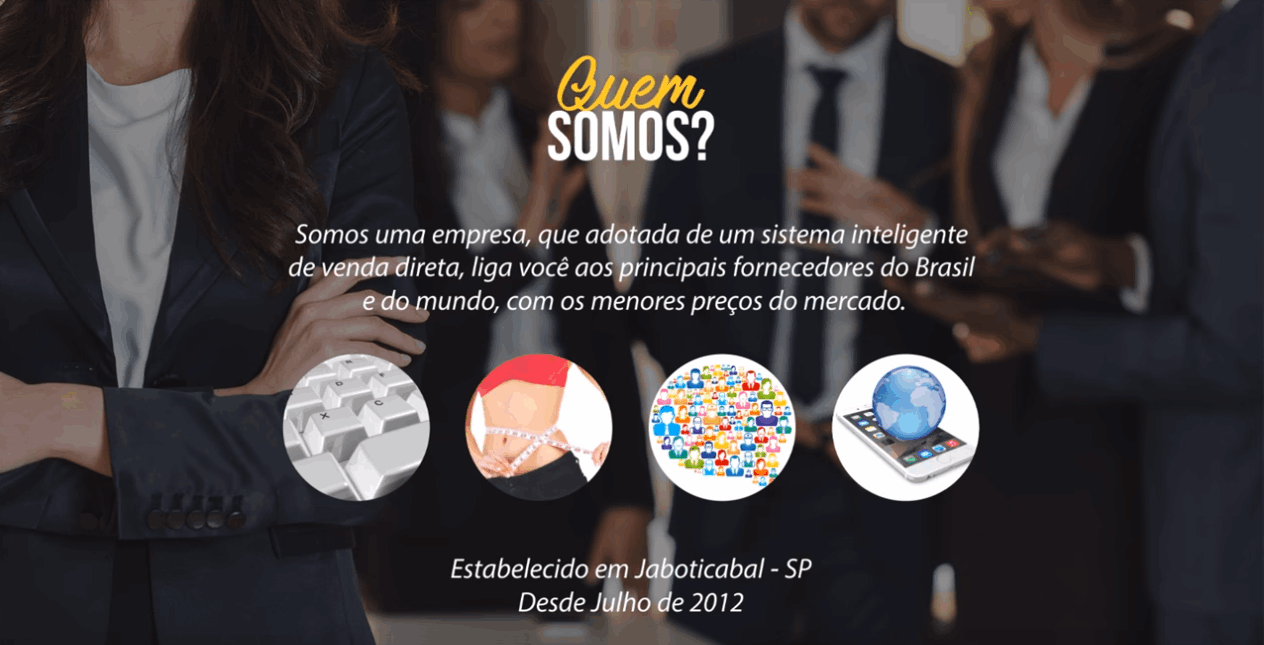 Quem
SOMOS?
Somos uma empresa, que adotada de um sistema inteligente
de venda direta, liga você aos principais fornecedores do Brasil
e do mundo, com os menores preços do mercado.
Estabelecido em Jaboticabal - SP
Desde Julho de 2012